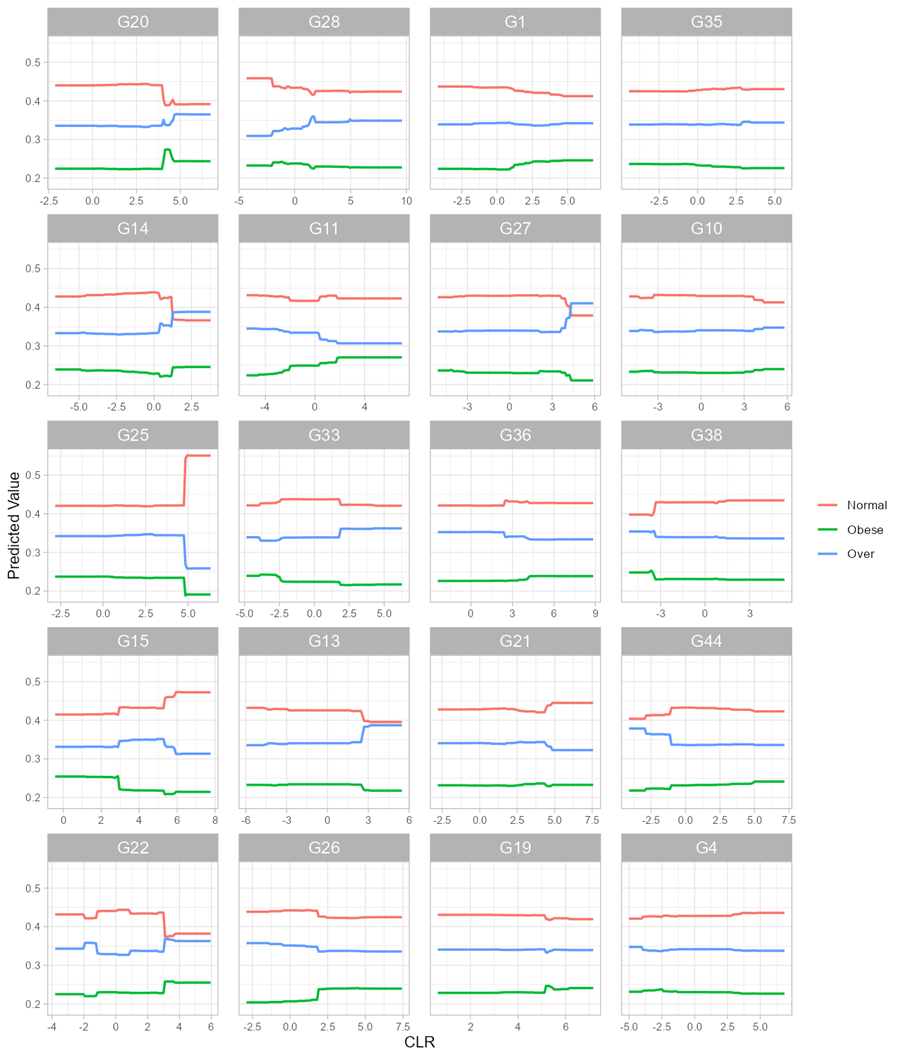 G20 G28 G1 G35
0.5
0.4
0.3
0.2
-2.5 0.0 2.5 5.0 -5 0 5 10 -2.5 0.0 2.5 5.0 -2.5 0.0 2.5 5.0
G14 G11 G27 G10
0.5
0.4
0.3
0.2
-5.0 -2.5 0.0 2.5 -4 0 4 -3 0 3 6 -3 0 3 6
G25 G33 G36 G38
0.5
0.4
0.3
0.2
-2.5 0.0 2.5 5.0 -5.0 -2.5 0.0 2.5 5.0 0 3 6 9 -3 0 3
Predicted Value
Normal
Obese
Over
G15 G13 G21 G44
0.5
0.4
0.3
0.2
0 2 4 6 8 -6 -3 0 3 6 -2.5 0.0 2.5 5.0 7.5 -2.5 0.0 2.5 5.0 7.5
G22 G26 G19 G4
0.5
0.4
0.3
0.2
-4 -2 0 2 4 6 -2.5 0.0 2.5 5.0 7.5 2 4 6 -5.0 -2.5 0.0 2.5 5.0
CLR